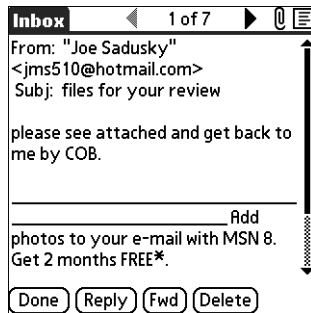 Inbox 1 of 7
From: "Joe Sadusky"
<jms510@hotmail.com>
Subj: files for your review
please see attached and get back to
me by COB.
Add
photos to your e-mail with MSN 8.
Get 2 months FREE*.
Done Reply Fwd Delete